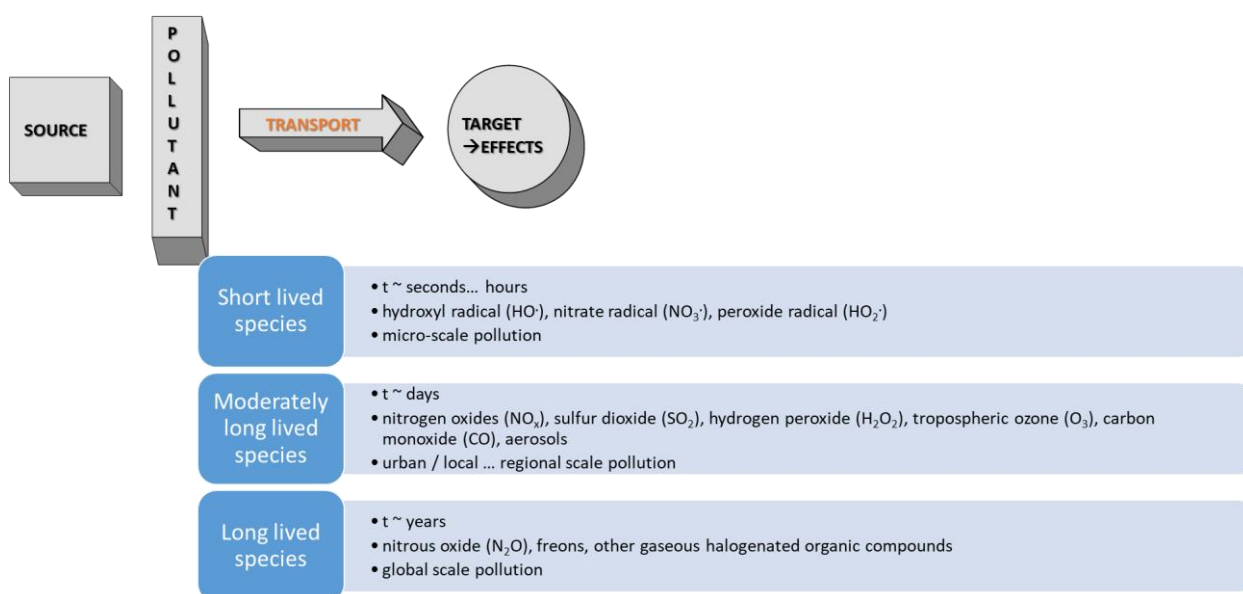 SOURCE
POLLUTANT
TRANSPORT
TARGET
→EFFECTS
Short lived
species
• t ~ seconds... hours
• hydroxyl radical (HO·), nitrate radical (NO₃·), peroxide radical (HO₂·)
• micro-scale pollution
Moderately
long lived
species
• t ~ days
• nitrogen oxides (NOₓ), sulfur dioxide (SO₂), hydrogen peroxide (H₂O₂), tropospheric ozone (O₃), carbon
monoxide (CO), aerosols
• urban / local ... regional scale pollution
Long lived
species
• t ~ years
• nitrous oxide (N₂O), freons, other gaseous halogenated organic compounds
• global scale pollution